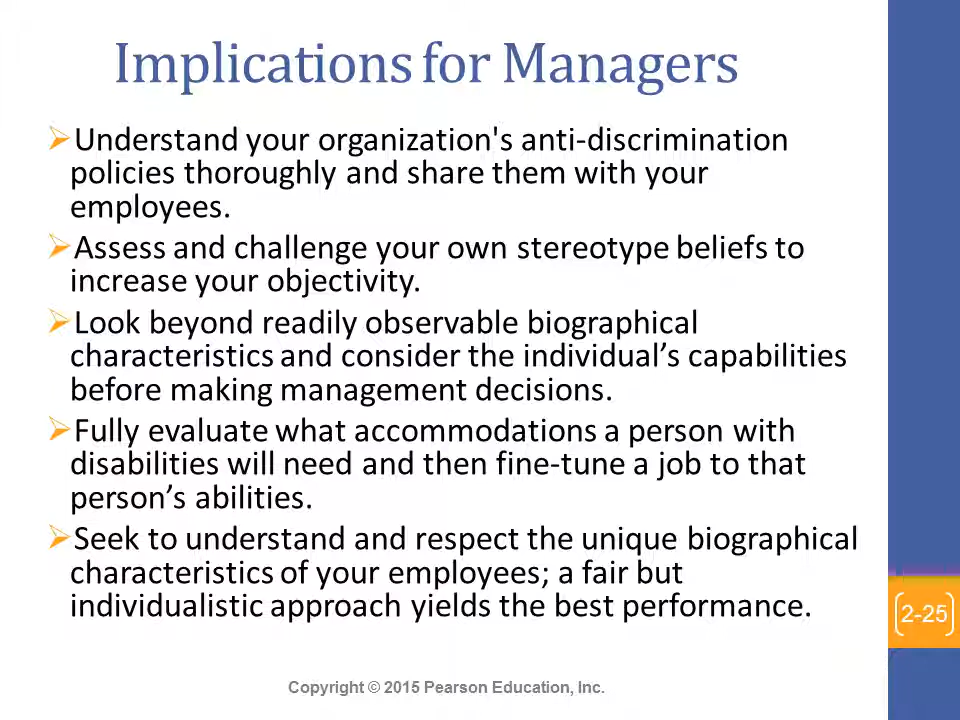 Implications for Managers
Understand your organization's anti-discrimination
policies thoroughly and share them with your
employees.
Assess and challenge your own stereotype beliefs to
increase your objectivity.
Look beyond readily observable biographical
characteristics and consider the individual’s capabilities
before making management decisions.
Fully evaluate what accommodations a person with
disabilities will need and then fine-tune a job to that
person’s abilities.
Seek to understand and respect the unique biographical
characteristics of your employees; a fair but
individualistic approach yields the best performance.
2-25
Copyright © 2015 Pearson Education, Inc.